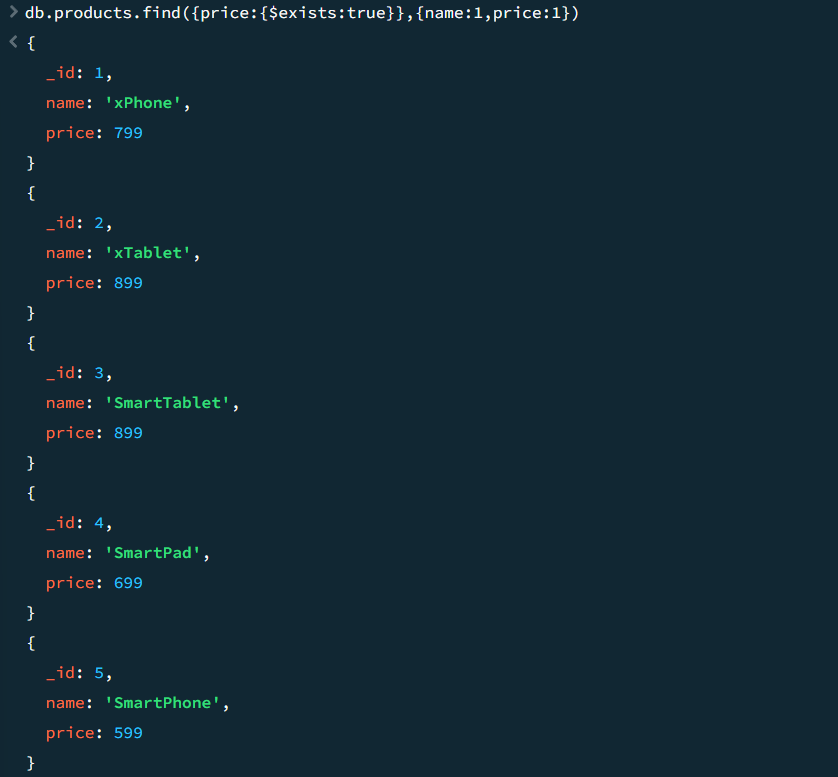 > db.products.find({price:{$exists:true}},{name:1,price:1})
< {
_id: 1,
name: 'xPhone',
price: 799
}
{
_id: 2,
name: 'xTablet',
price: 899
}
{
_id: 3,
name: 'SmartTablet',
price: 899
}
{
_id: 4,
name: 'SmartPad',
price: 699
}
{
_id: 5,
name: 'SmartPhone',
price: 599
}